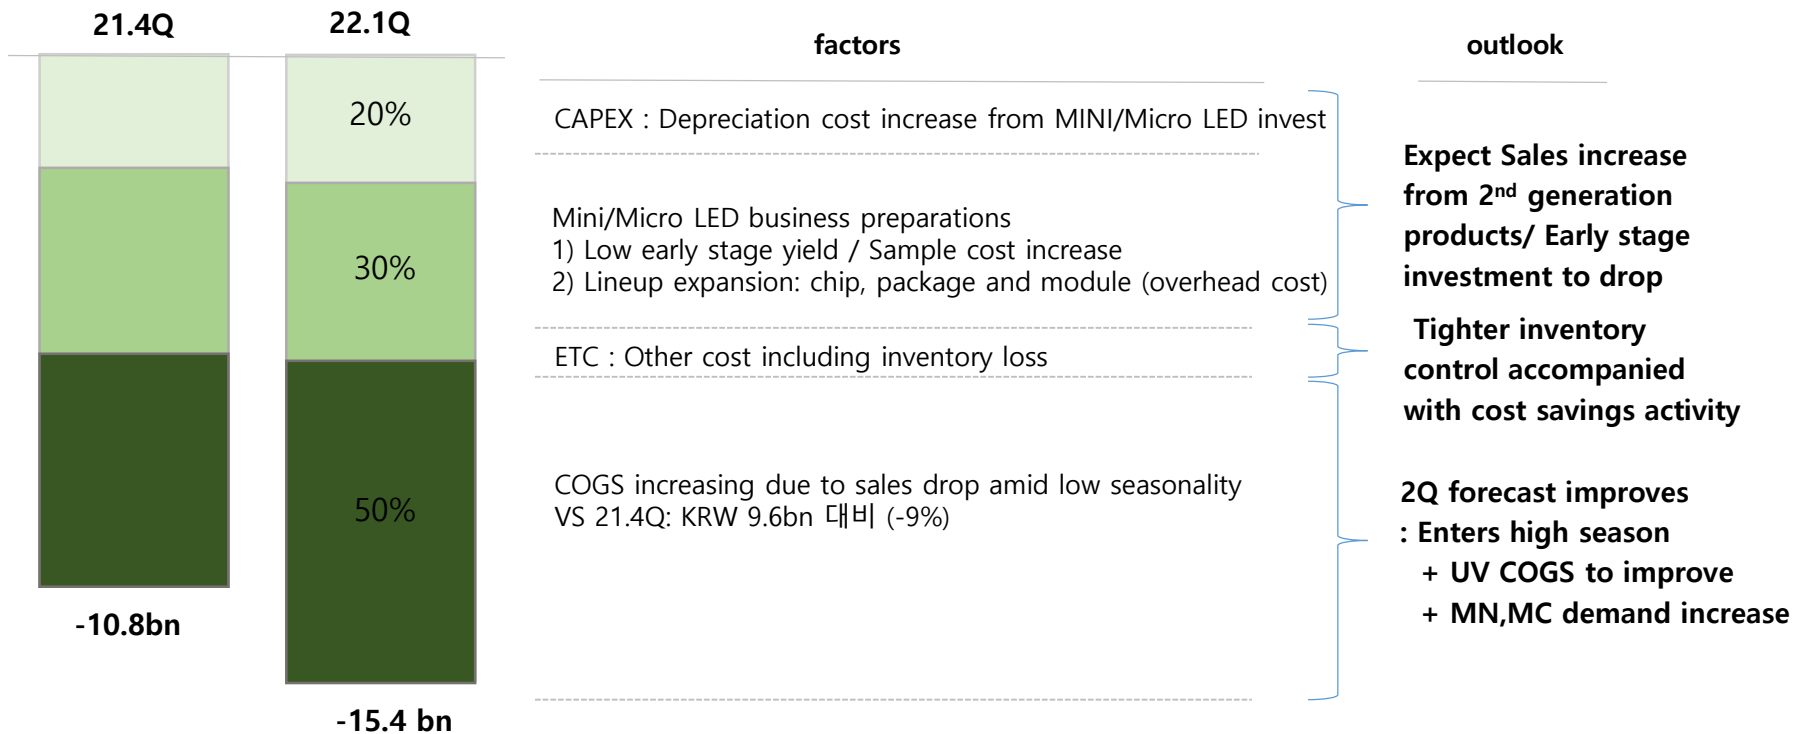 21.4Q
22.1Q
factors
outlook
20%
30%
50%
-10.8bn
-15.4 bn
CAPEX : Depreciation cost increase from MINI/Micro LED invest
Mini/Micro LED business preparations
1) Low early stage yield / Sample cost increase
2) Lineup expansion: chip, package and module (overhead cost)
ETC : Other cost including inventory loss
COGS increasing due to sales drop amid low seasonality
VS 21.4Q: KRW 9.6bn 대비 (-9%)
Expect Sales increase
from 2nd generation
products/ Early stage
investment to drop
Tighter inventory
control accompanied
with cost savings activity
2Q forecast improves
: Enters high season
+ UV COGS to improve
+ MN,MC demand increase